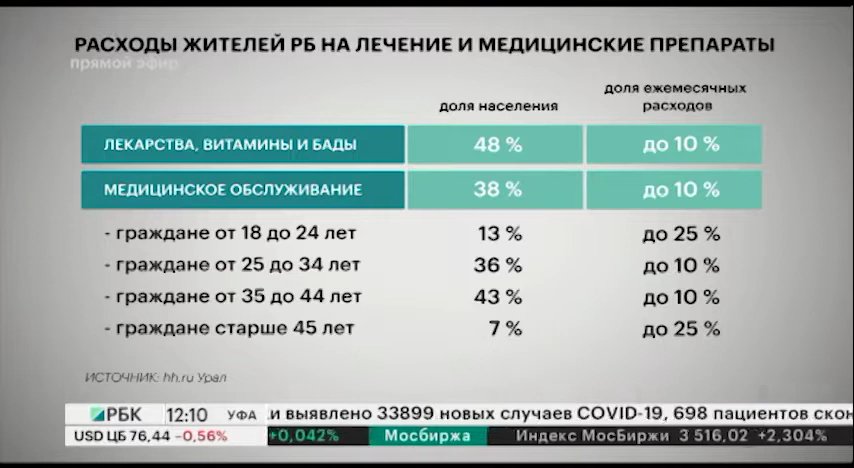 РАСХОДЫ ЖИТЕЛЕЙ РБ НА ЛЕЧЕНИЕ И МЕДИЦИНСКИЕ ПРЕПАРАТЫ
прямой эфир
доля населения
доля ежемесячных
расходов
ЛЕКАРСТВА, ВИТАМИНЫ И БАДЫ 48 % до 10 %
МЕДИЦИНСКОЕ ОБСЛУЖИВАНИЕ 38 % до 10 %
- граждане от 18 до 24 лет 13 % до 25 %
- граждане от 25 до 34 лет 36 % до 10 %
- граждане от 35 до 44 лет 43 % до 10 %
- граждане старше 45 лет 7 % до 25 %
ИСТОЧНИК: hh.ru Урал
РБК 12:10 УФА и выявлено 33899 новых случаев COVID-19, 698 пациентов скон
USD ЦБ 76,44 -0,56% +0,042% Мосбиржа Индекс МосБиржи 3 516,02 +2,304%